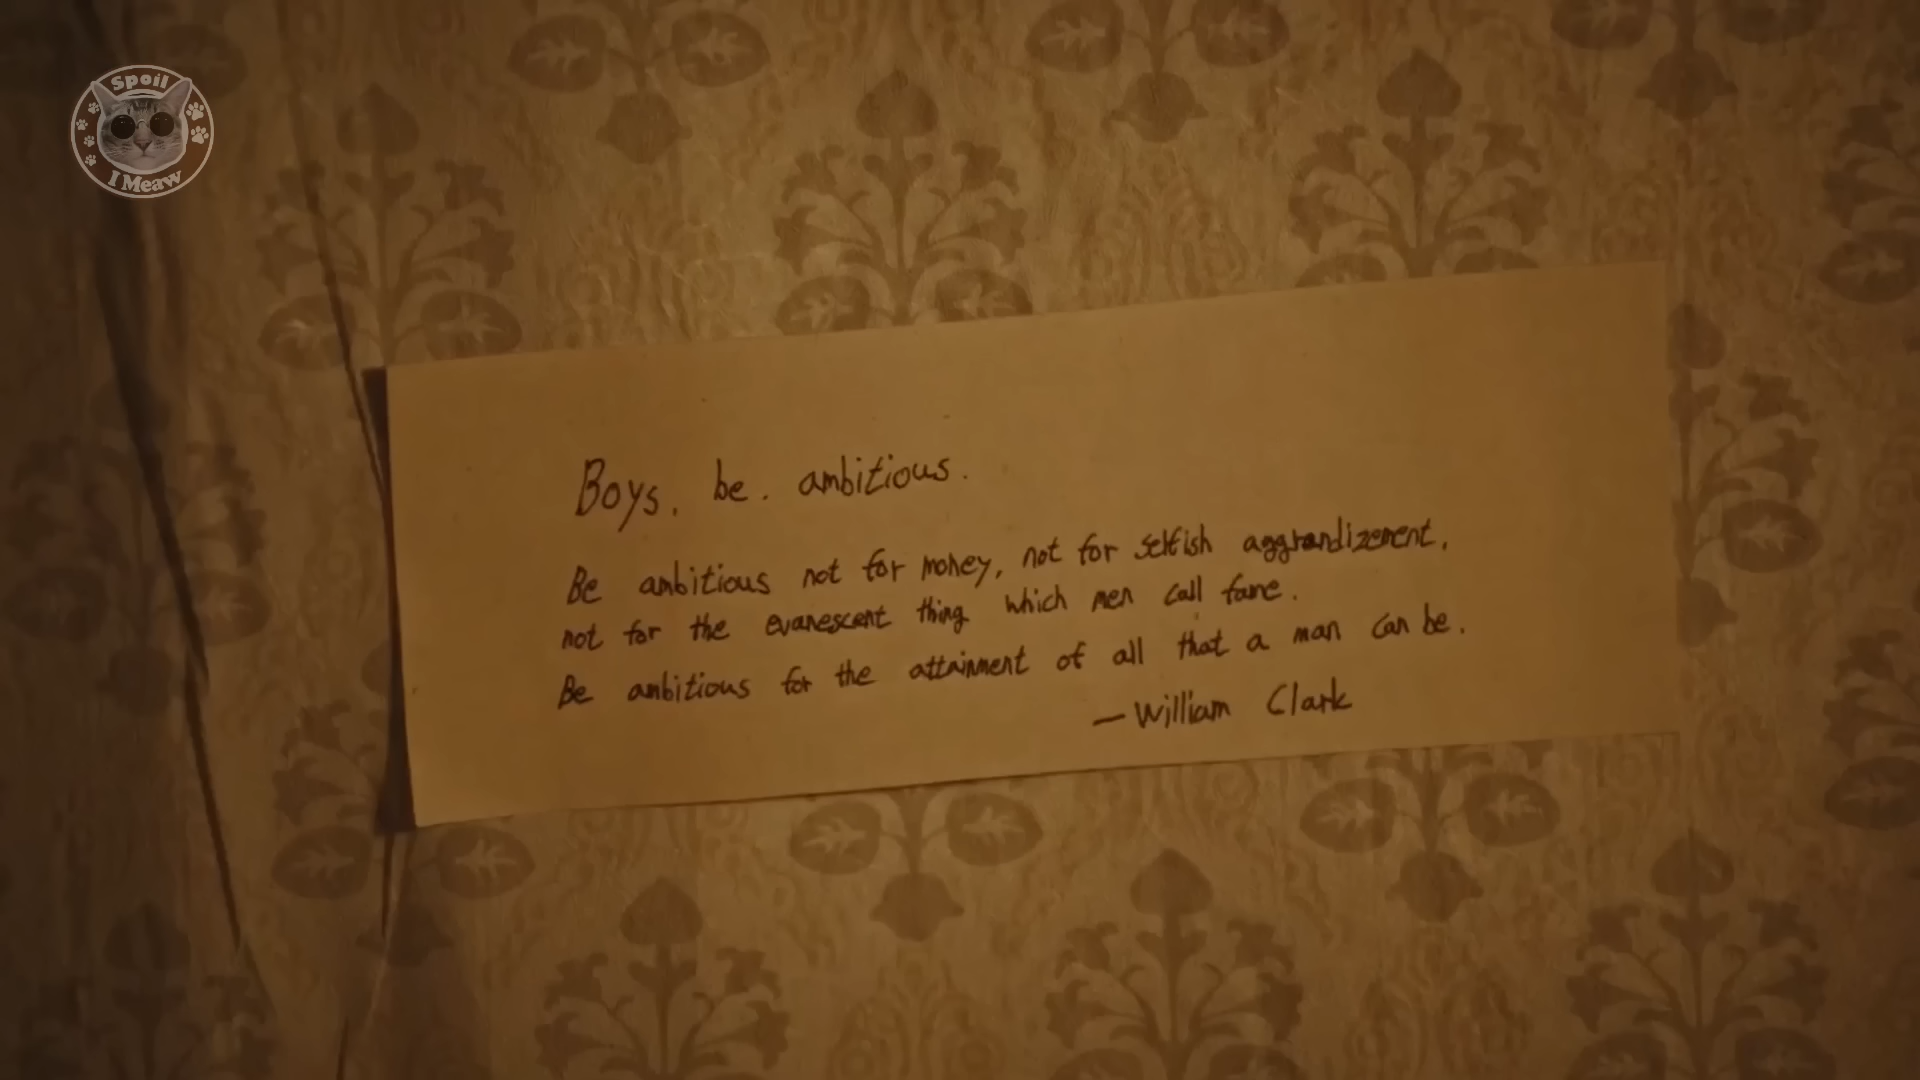 Spoil
I Meaw
Boys. be. ambitious.
Be ambitious not for money, not for selfish aggrandizement.
not for the evanescent thing which men call fame.
Be ambitious for the attainment of all that a man can be.
— William Clark